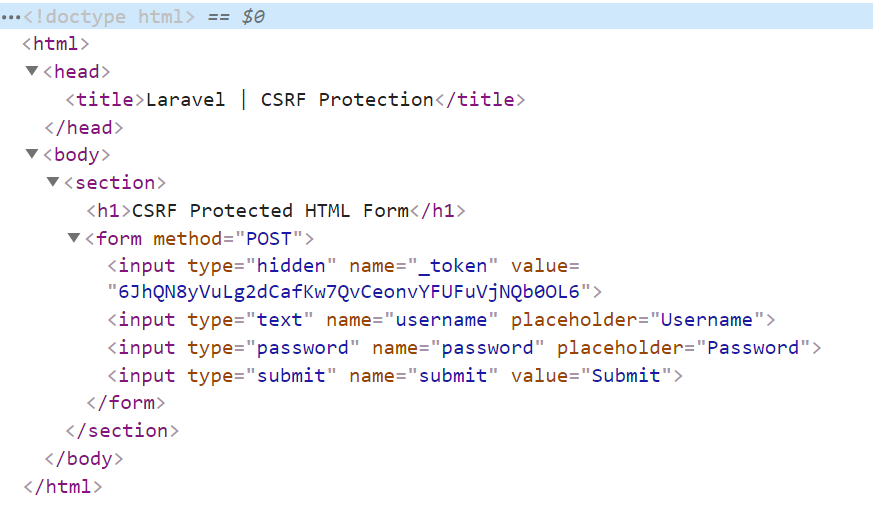 …<!doctype html> == $0
<html>
▼<head>
<title>Laravel | CSRF Protection</title>
</head>
▼<body>
▼<section>
<h1>CSRF Protected HTML Form</h1>
▼<form method="POST">
<input type="hidden" name="_token" value=
"6JhQN8yVuLg2dCafKw7QvCeonvYFUFuVjNQb0OL6">
<input type="text" name="username" placeholder="Username">
<input type="password" name="password" placeholder="Password">
<input type="submit" name="submit" value="Submit">
</form>
</section>
</body>
</html>